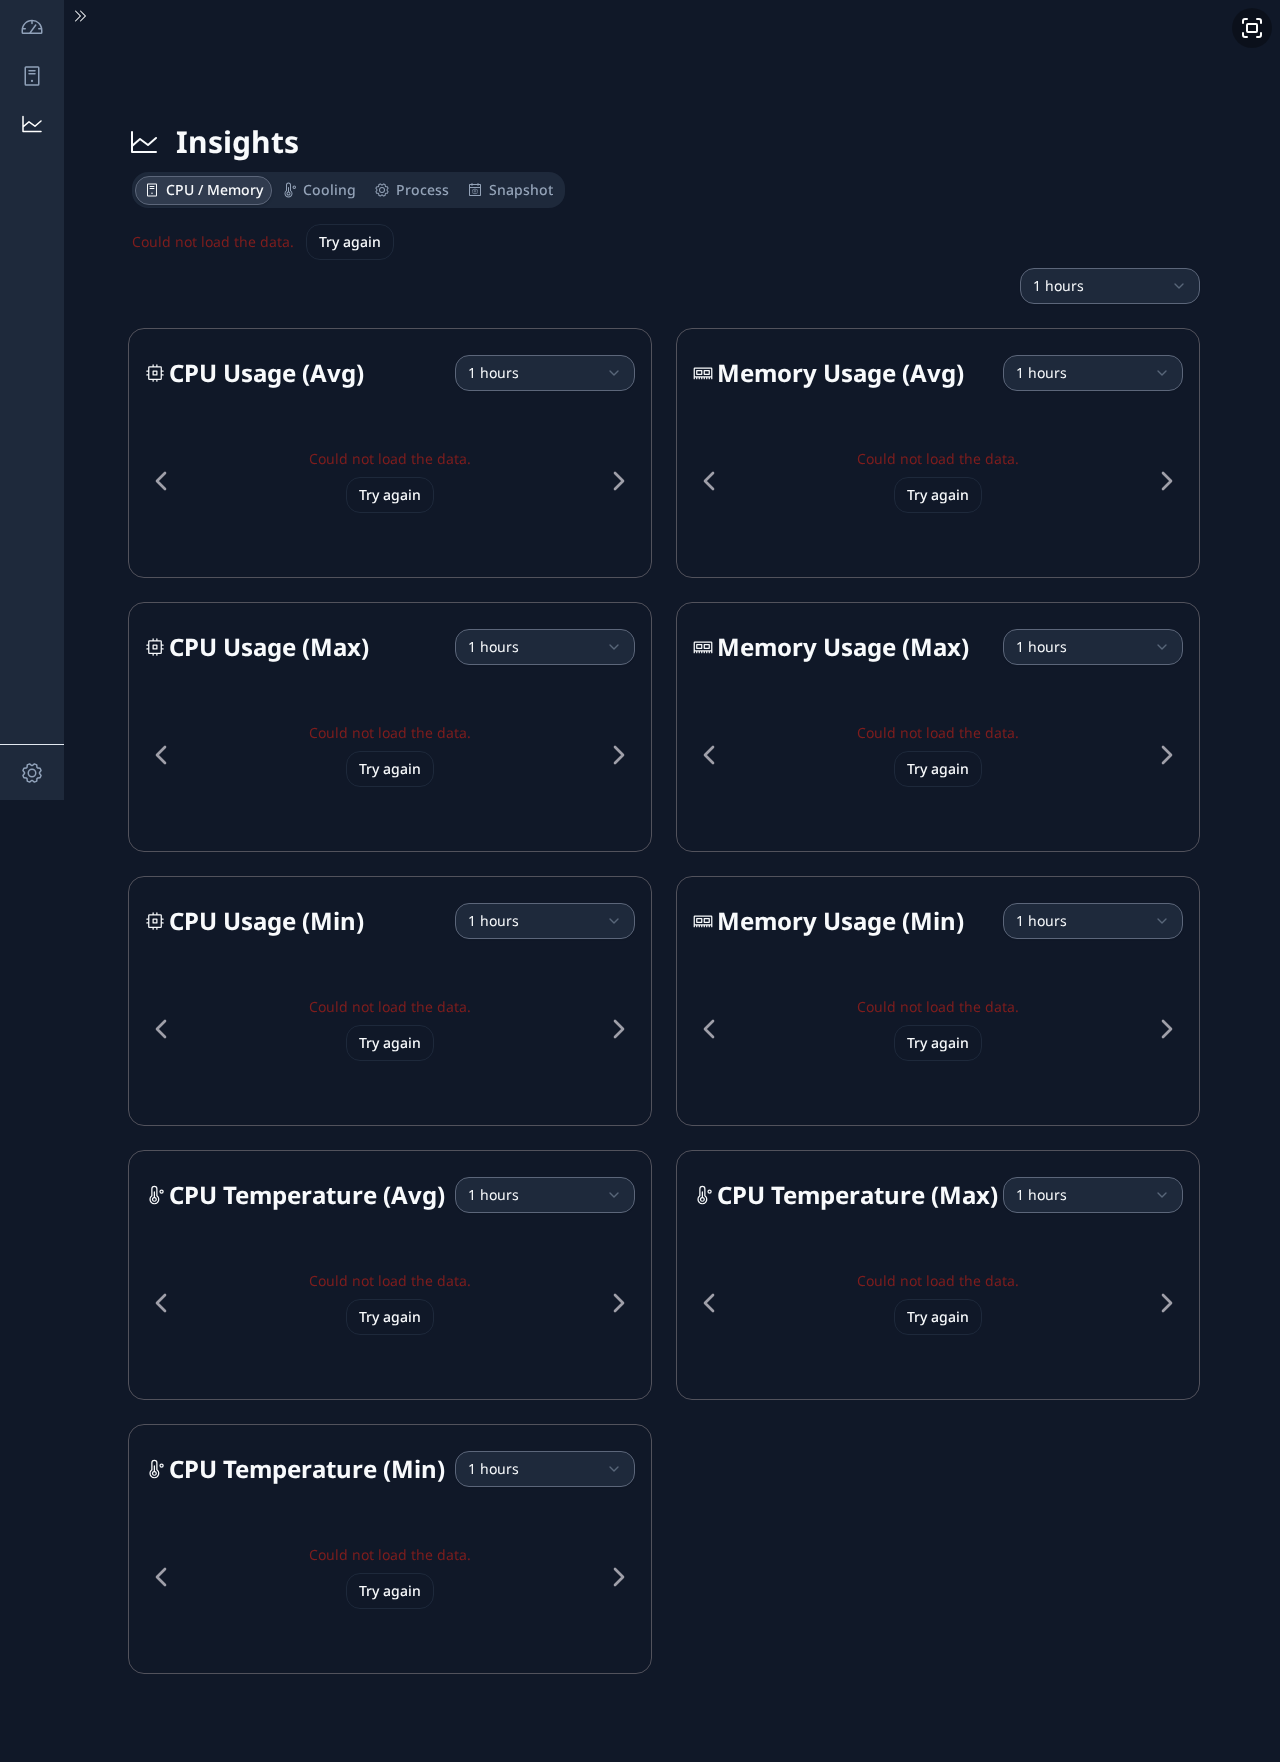 Insights
CPU / Memory
Cooling
Process
Snapshot
Could not load the data.
Try again
1 hours
CPU Usage (Avg)
1 hours
Could not load the data.
Try again
Memory Usage (Avg)
1 hours
Could not load the data.
Try again
CPU Usage (Max)
1 hours
Could not load the data.
Try again
Memory Usage (Max)
1 hours
Could not load the data.
Try again
CPU Usage (Min)
1 hours
Could not load the data.
Try again
Memory Usage (Min)
1 hours
Could not load the data.
Try again
CPU Temperature (Avg)
1 hours
Could not load the data.
Try again
CPU Temperature (Max)
1 hours
Could not load the data.
Try again
CPU Temperature (Min)
1 hours
Could not load the data.
Try again